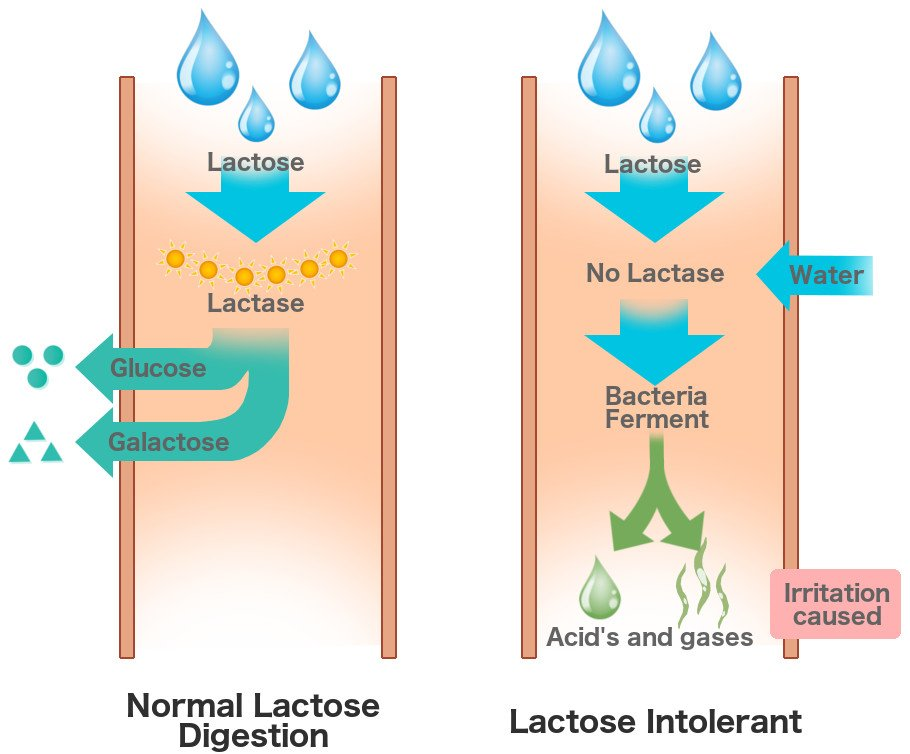 Lactose
Lactase
Glucose
Galactose
Normal Lactose
Digestion
Lactose
No Lactase
Water
Bacteria
Ferment
Acid's and gases
Irritation
caused
Lactose Intolerant